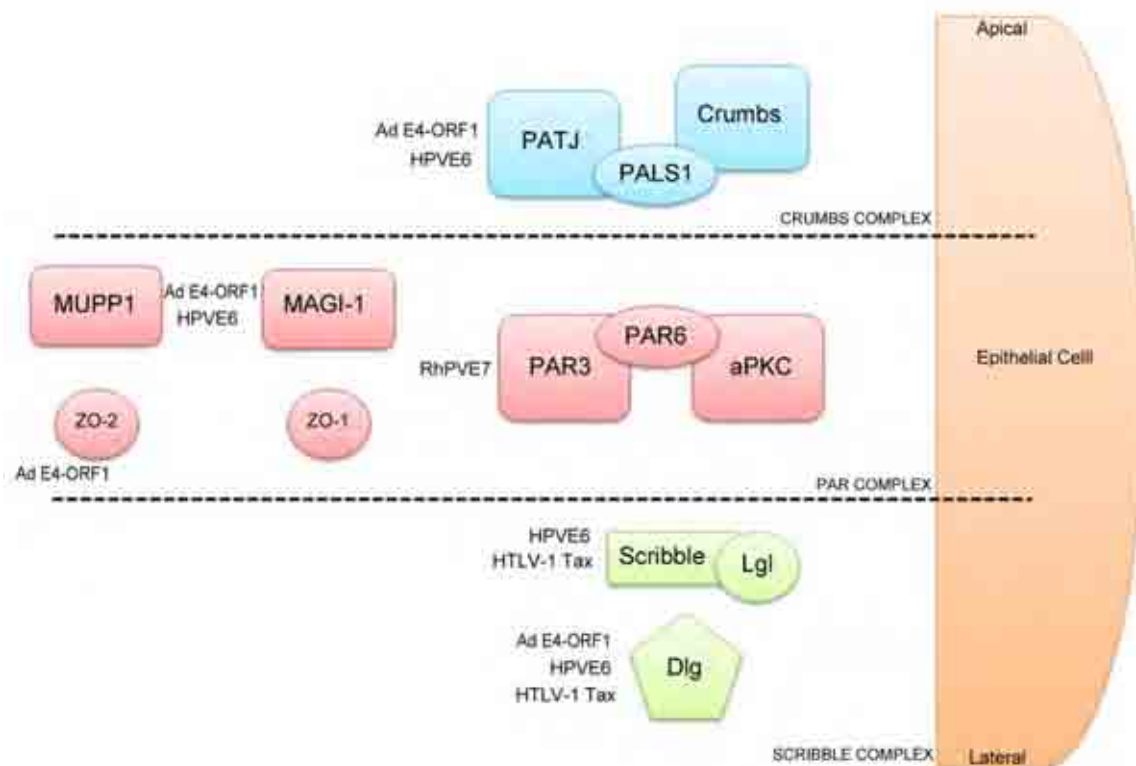 Apical
Ad E4-ORF1
HPVE6
PATJ
PALS1
Crumbs
CRUMBS COMPLEX
MUPP1
Ad E4-ORF1
HPVE6
MAGI-1
RhPVE7
PAR3
PAR6
aPKC
Epithelial Celll
ZO-2
ZO-1
Ad E4-ORF1
PAR COMPLEX
HPVE6
HTLV-1 Tax
Scribble
Lgl
Ad E4-ORF1
HPVE6
HTLV-1 Tax
Dlg
SCRIBBLE COMPLEX
Lateral